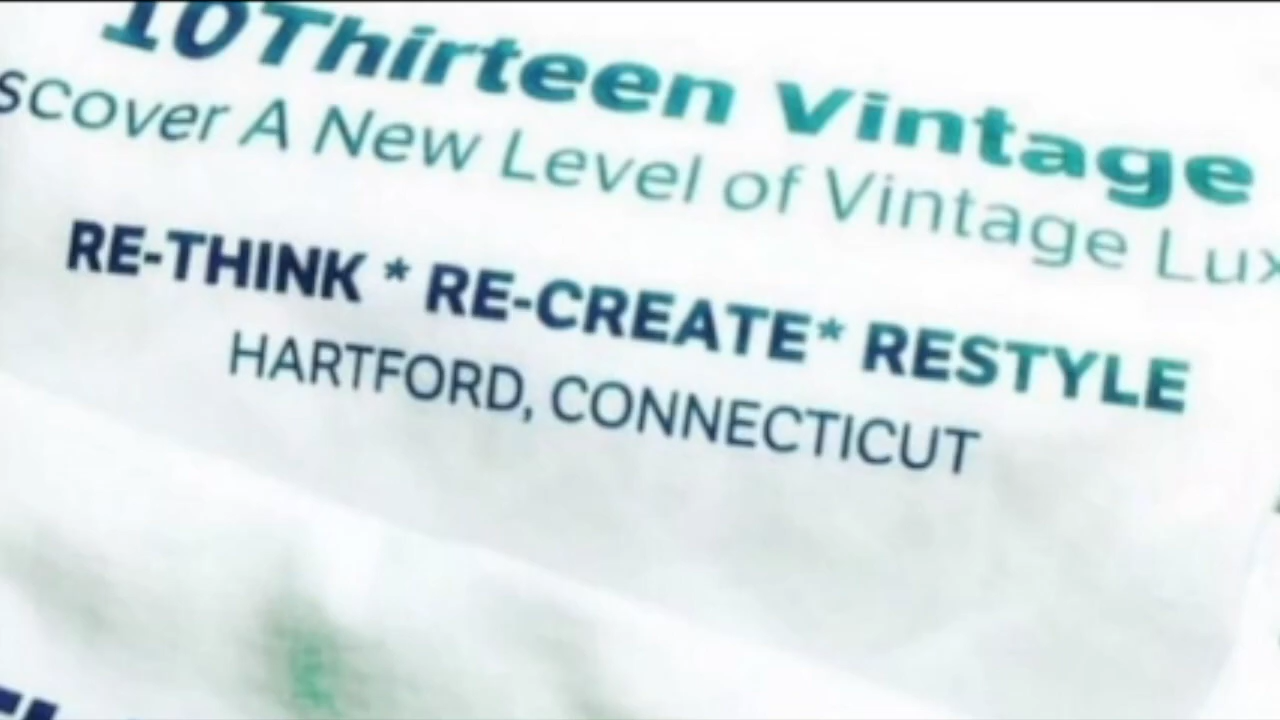 10Thirteen Vintage
scover A New Level of Vintage Lux
RE-THINK * RE-CREATE* RESTYLE
HARTFORD, CONNECTICUT